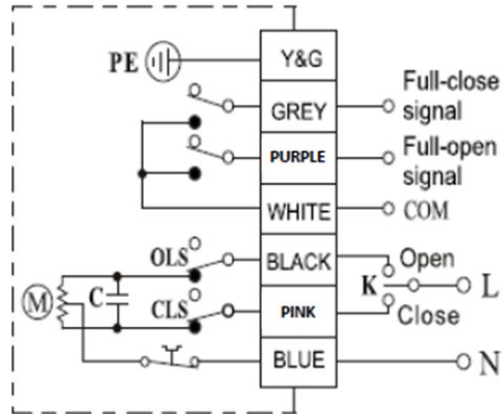 PE
Y&G
GREY
Full-close
signal
PURPLE
Full-open
signal
WHITE
COM
OLS
BLACK
Open
M
C
K
L
CLS
PINK
Close
BLUE
N